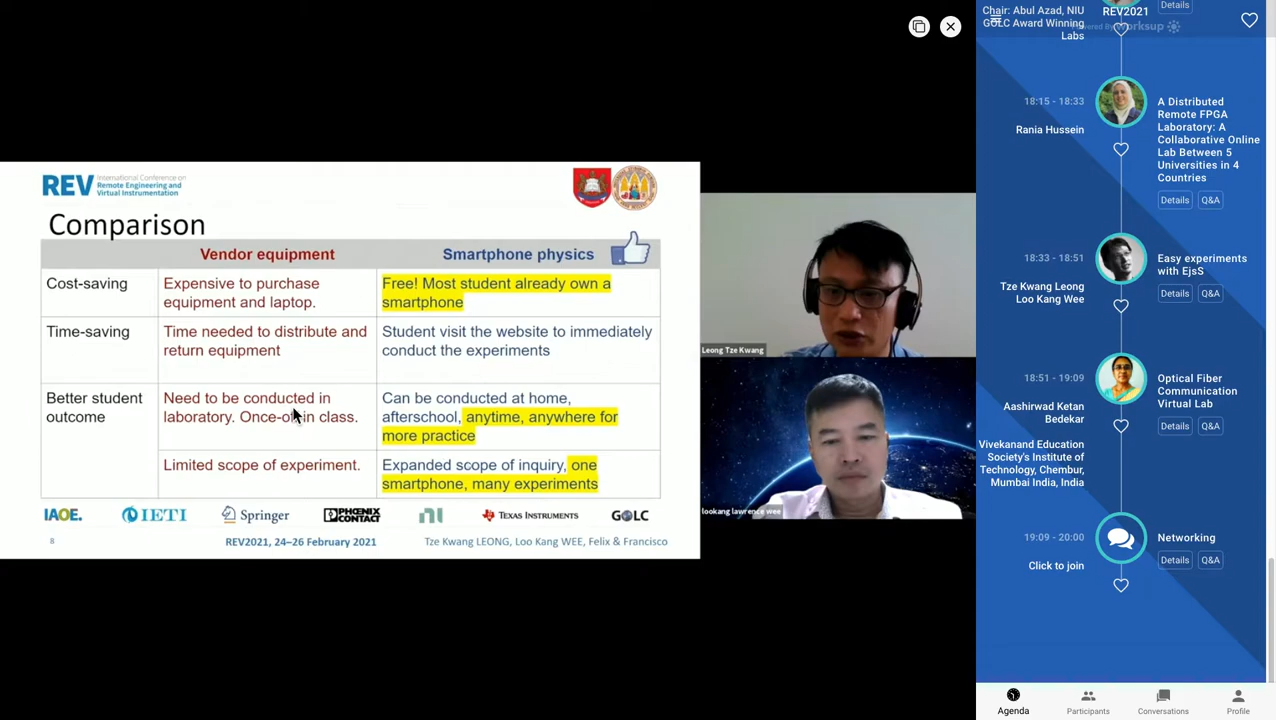 REV
International Conference on
Remote Engineering and
Virtual Instrumentation
Comparison
Vendor equipment
Smartphone physics
Cost-saving
Expensive to purchase
equipment and laptop.
Free! Most student already own a
smartphone
Time-saving
Time needed to distribute and
return equipment
Student visit the website to immediately
conduct the experiments
Better student
outcome
Need to be conducted in
laboratory. Once-off in class.
Can be conducted at home,
afterschool, anytime, anywhere for
more practice
Limited scope of experiment.
Expanded scope of inquiry, one
smartphone, many experiments
IAOE.
IETI
Springer
PHOENIX
CONTACT
ni
TEXAS INSTRUMENTS
GOLC
8
REV2021, 24–26 February 2021
Tze Kwang LEONG, Loo Kang WEE, Felix & Francisco
Leong Tze Kwang
lookang lawrence wee
Details
Chair: Abul Azad, NIU
GOLC Award Winning
Labs
REV2021
Powered by worksup
18:15 - 18:33
Rania Hussein
A Distributed
Remote FPGA
Laboratory: A
Collaborative Online
Lab Between 5
Universities in 4
Countries
Details Q&A
18:33 - 18:51
Tze Kwang Leong
Loo Kang Wee
Easy experiments
with EjsS
Details Q&A
18:51 - 19:09
Aashirwad Ketan
Bedekar
Vivekanand Education
Society's Institute of
Technology, Chembur,
Mumbai India, India
Optical Fiber
Communication
Virtual Lab
Details Q&A
19:09 - 20:00
Click to join
Networking
Details Q&A
Agenda
Participants
Conversations
Profile